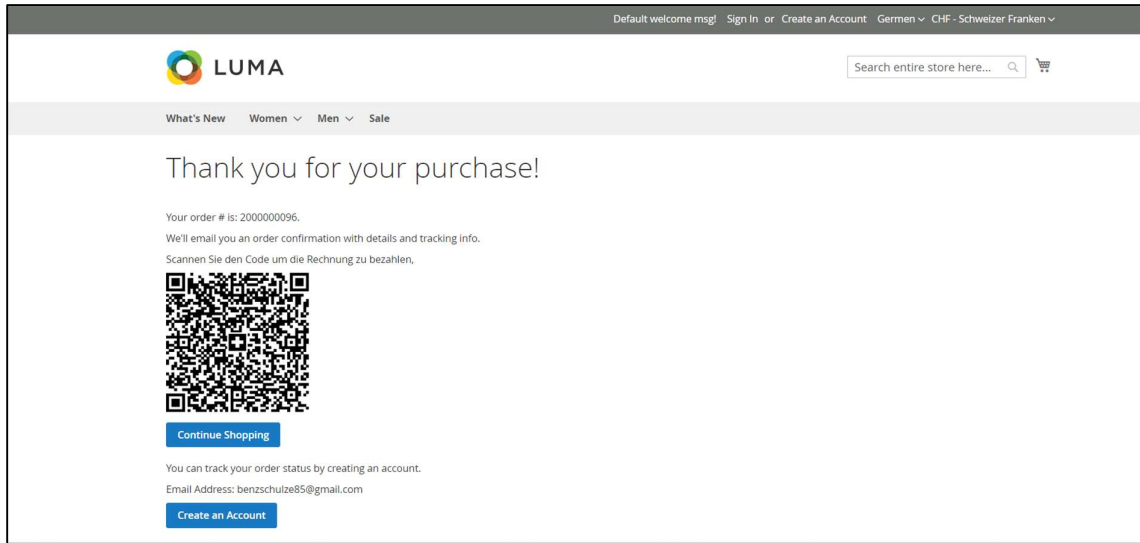 Default welcome msg! Sign In or Create an Account Germen CHF - Schweizer Franken
LUMA
Search entire store here...
What's New Women Men Sale
Thank you for your purchase!
Your order # is: 2000000096.
We'll email you an order confirmation with details and tracking info.
Scannen Sie den Code um die Rechnung zu bezahlen,
Continue Shopping
You can track your order status by creating an account.
Email Address: benzschulze85@gmail.com
Create an Account